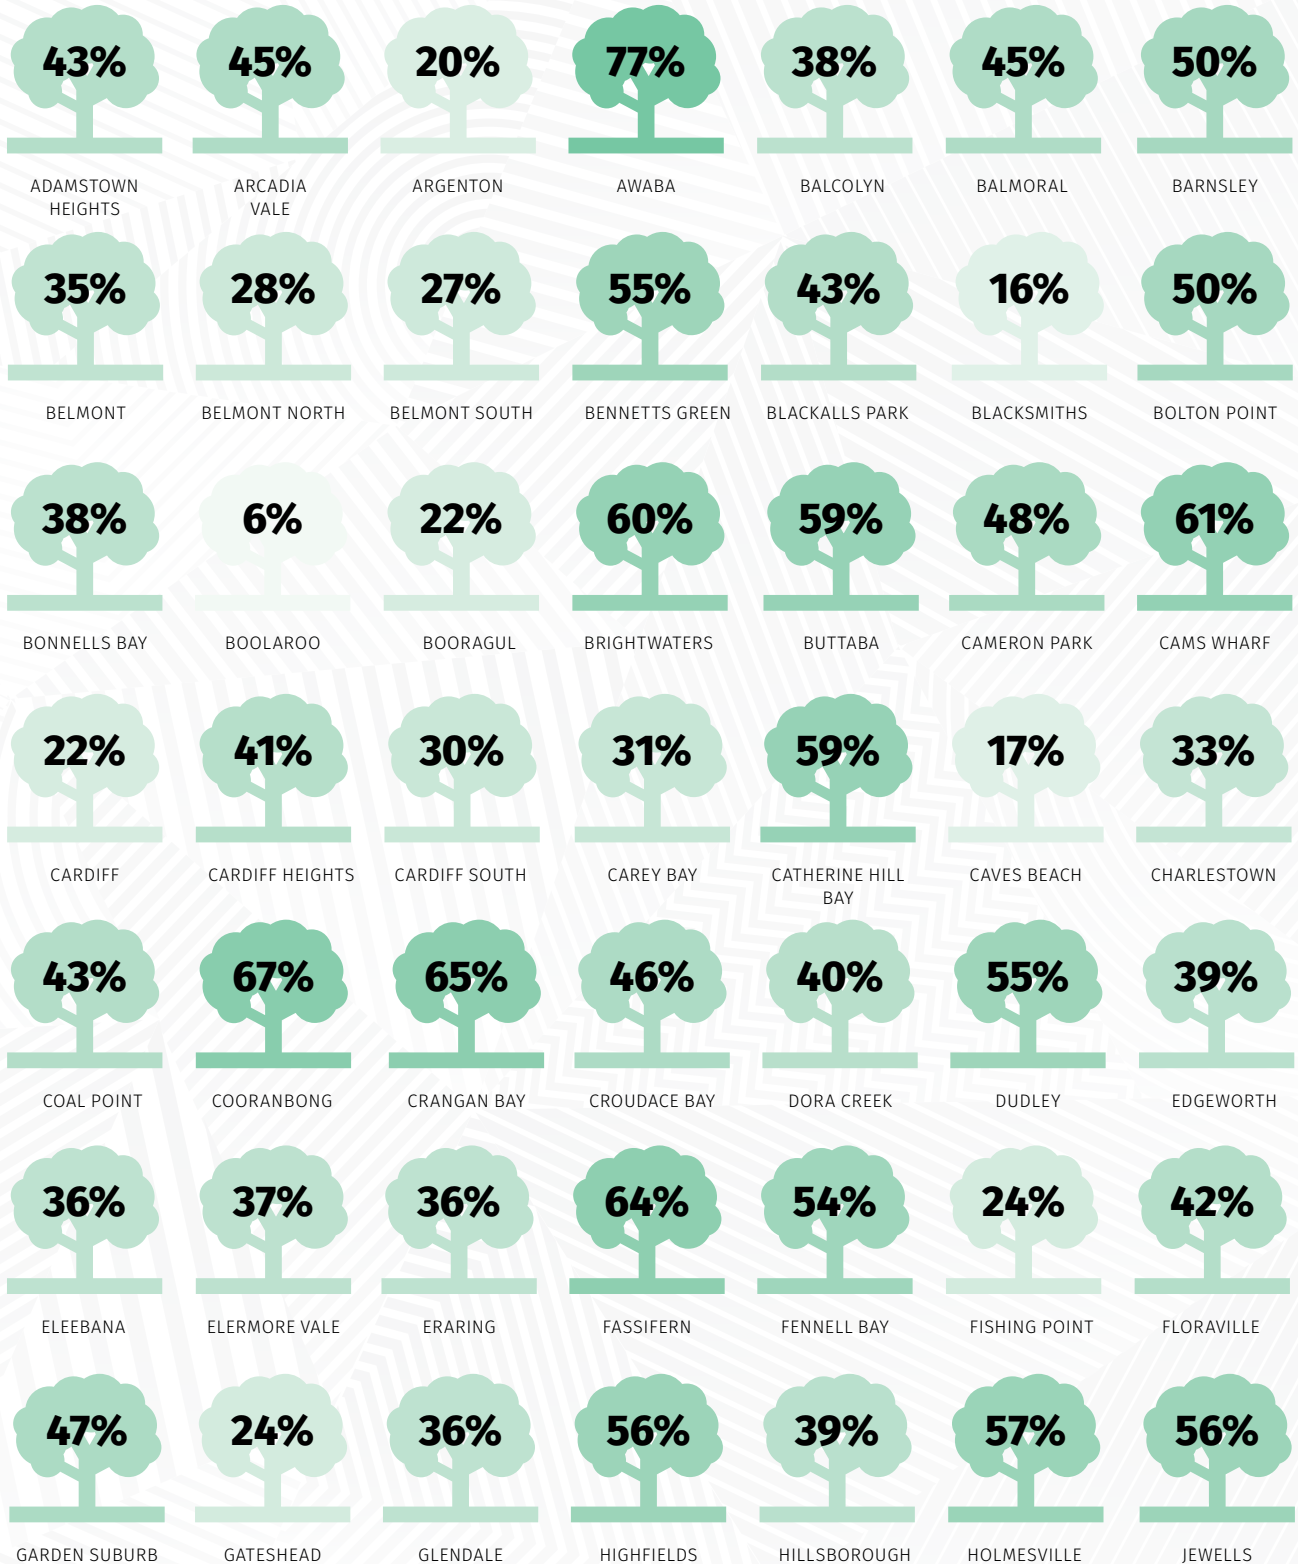 43% 45% 20% 77% 38% 45% 50%
ADAMSTOWN ARCADIA ARGENTON AWABA BALCOLYN BALMORAL BARNSLEY
HEIGHTS VALE
35% 28% 27% 55% 43% 16% 50%
BELMONT BELMONT NORTH BELMONT SOUTH BENNETTS GREEN BLACKALLS PARK BLACKSMITHS BOLTON POINT
38% 6% 22% 60% 59% 48% 61%
BONNELLS BAY BOOLAROO BOORAGUL BRIGHTWATERS BUTTABA CAMERON PARK CAMS WHARF
22% 41% 30% 31% 59% 17% 33%
CARDIFF CARDIFF HEIGHTS CARDIFF SOUTH CAREY BAY CATHERINE HILL CAVES BEACH CHARLESTOWN
BAY
43% 67% 65% 46% 40% 55% 39%
COAL POINT COORANBONG CRANGAN BAY CROUDACE BAY DORA CREEK DUDLEY EDGEWORTH
36% 37% 36% 64% 54% 24% 42%
ELEEBANA ELERMORE VALE ERARING FASSIFERN FENNELL BAY FISHING POINT FLORAVILLE
47% 24% 36% 56% 39% 57% 56%
GARDEN SUBURB GATESHEAD GLENDALE HIGHFIELDS HILLSBOROUGH HOLMESVILLE JEWELLS